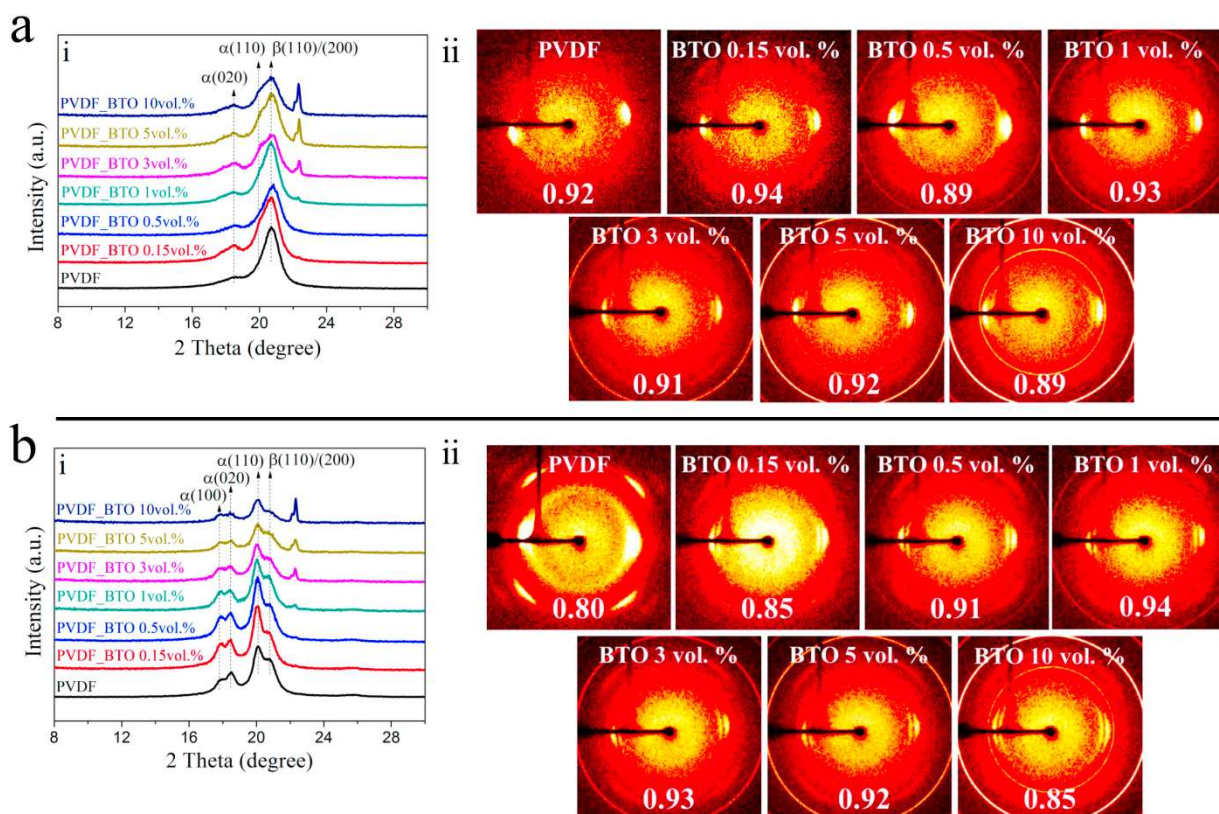 a
i
α(110) β(110)/(200)
α(020)
PVDF_BTO 10vol.%
PVDF_BTO 5vol.%
PVDF_BTO 3vol.%
PVDF_BTO 1vol.%
PVDF_BTO 0.5vol.%
PVDF_BTO 0.15vol.%
PVDF
Intensity (a.u.)
8 12 16 20 24 28
2 Theta (degree)
ii
PVDF
0.92
BTO 0.15 vol. %
0.94
BTO 0.5 vol. %
0.89
BTO 1 vol. %
0.93
BTO 3 vol. %
0.91
BTO 5 vol. %
0.92
BTO 10 vol. %
0.89
b
i
α(110) β(110)/(200)
α(020)
α(100)
PVDF_BTO 10vol.%
PVDF_BTO 5vol.%
PVDF_BTO 3vol.%
PVDF_BTO 1vol.%
PVDF_BTO 0.5vol.%
PVDF_BTO 0.15vol.%
PVDF
Intensity (a.u.)
8 12 16 20 24 28
2 Theta (degree)
ii
PVDF
0.80
BTO 0.15 vol. %
0.85
BTO 0.5 vol. %
0.91
BTO 1 vol. %
0.94
BTO 3 vol. %
0.93
BTO 5 vol. %
0.92
BTO 10 vol. %
0.85